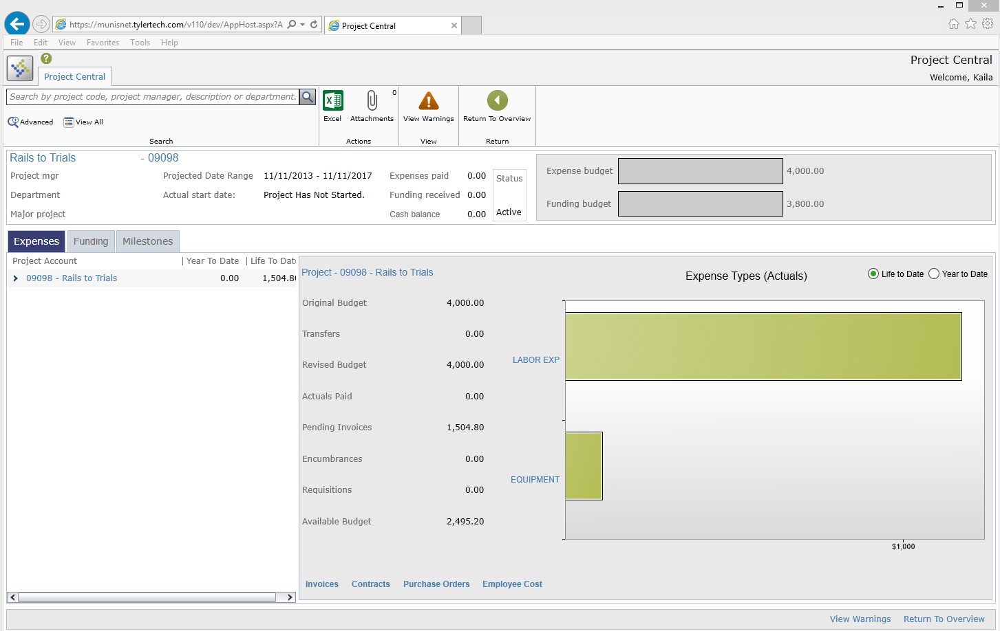 https://munisnet.tylertech.com/v110/dev/AppHost.aspx?A
Project Central
File Edit View Favorites Tools Help
?
Project Central
Project Central
Welcome, Kaila
Search by project code, project manager, description or department.
Advanced View All
Search
Excel
0
Attachments
Actions
View Warnings
View
Return To Overview
Return
Rails to Trials - 09098
Project mgr Projected Date Range 11/11/2013 - 11/11/2017 Expenses paid 0.00
Department Actual start date: Project Has Not Started. Funding received 0.00
Major project Cash balance 0.00
Status
Active
Expense budget 4,000.00
Funding budget 3,800.00
Expenses Funding Milestones
Project Account | Year To Date | Life To Dat
09098 - Rails to Trials 0.00 1,504.8
Project - 09098 - Rails to Trials
Original Budget 4,000.00
Transfers 0.00
Revised Budget 4,000.00
Actuals Paid 0.00
Pending Invoices 1,504.80
Encumbrances 0.00
Requisitions 0.00
Available Budget 2,495.20
Expense Types (Actuals)
Life to Date Year to Date
LABOR EXP
EQUIPMENT
$1,000
Invoices Contracts Purchase Orders Employee Cost
View Warnings Return To Overview